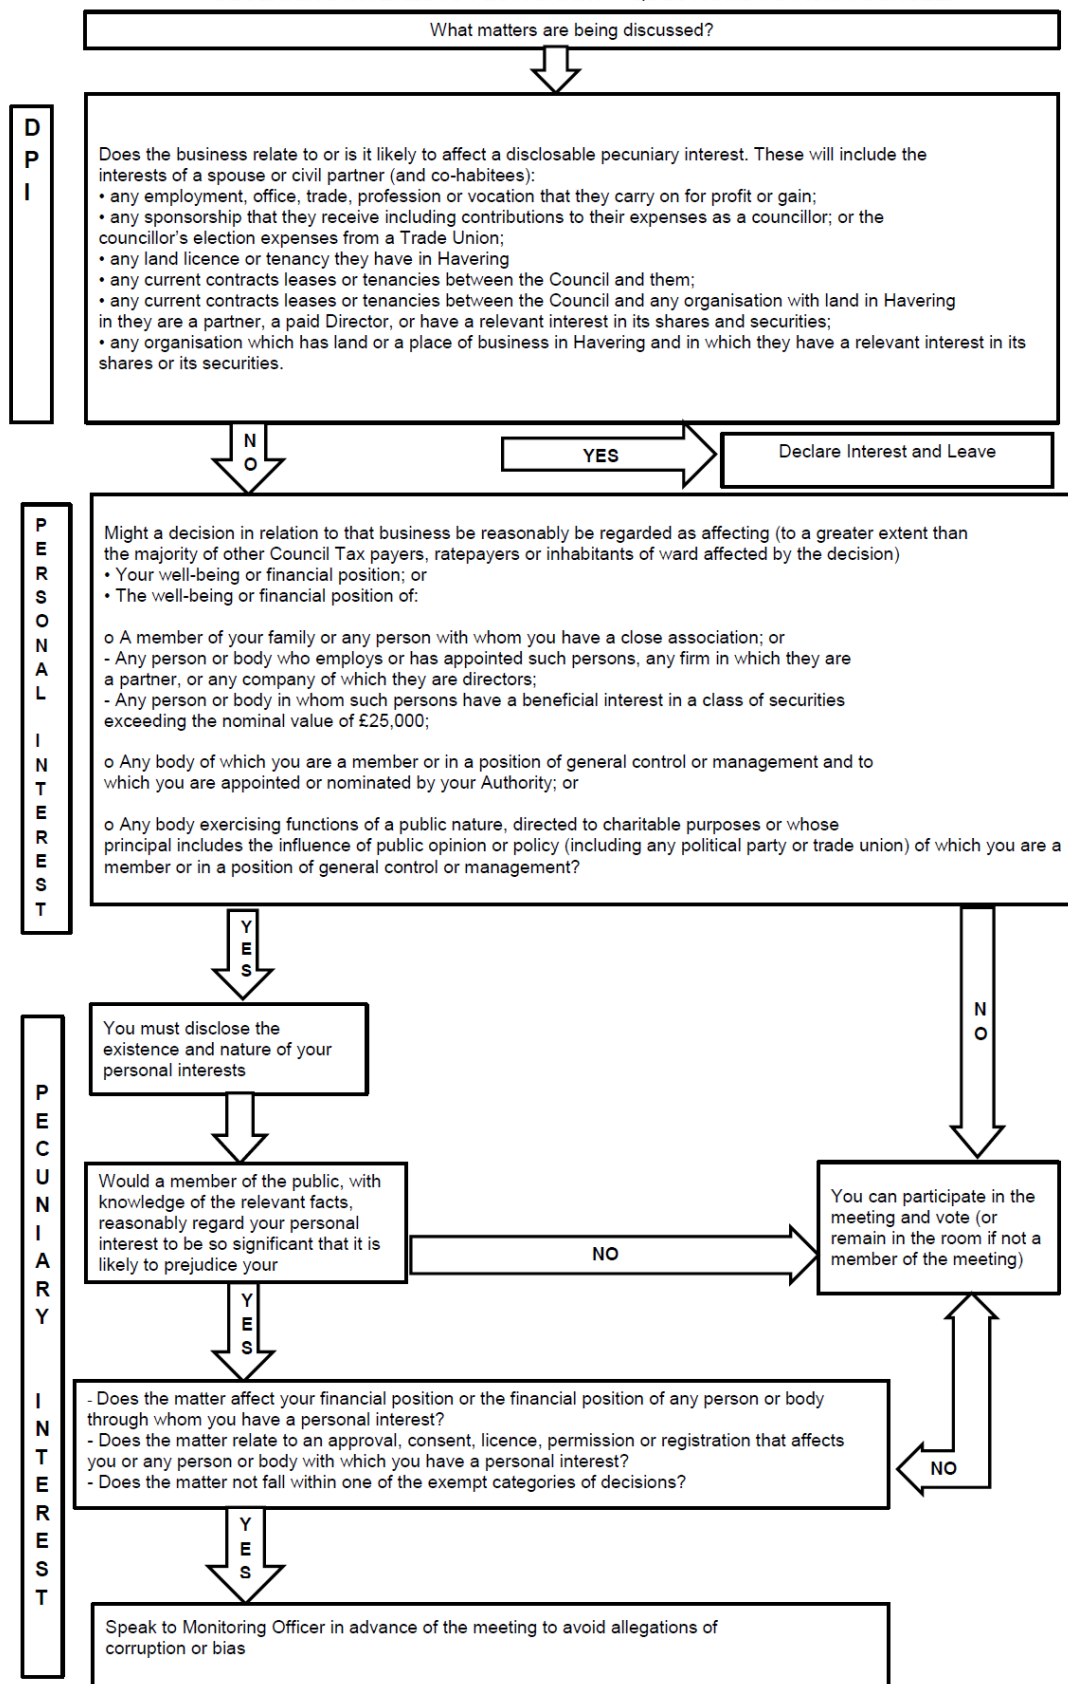 What matters are being discussed?
D
P
I
Does the business relate to or is it likely to affect a disclosable pecuniary interest. These will include the
interests of a spouse or civil partner (and co-habitees):
• any employment, office, trade, profession or vocation that they carry on for profit or gain;
• any sponsorship that they receive including contributions to their expenses as a councillor; or the
councillor’s election expenses from a Trade Union;
• any land licence or tenancy they have in Havering
• any current contracts leases or tenancies between the Council and them;
• any current contracts leases or tenancies between the Council and any organisation with land in Havering
in they are a partner, a paid Director, or have a relevant interest in its shares and securities;
• any organisation which has land or a place of business in Havering and in which they have a relevant interest in its
shares or its securities.
N
O
YES
Declare Interest and Leave
P
E
R
S
O
N
A
L
I
N
T
E
R
E
S
T
Might a decision in relation to that business be reasonably be regarded as affecting (to a greater extent than
the majority of other Council Tax payers, ratepayers or inhabitants of ward affected by the decision)
• Your well-being or financial position; or
• The well-being or financial position of:
o A member of your family or any person with whom you have a close association; or
- Any person or body who employs or has appointed such persons, any firm in which they are
a partner, or any company of which they are directors;
- Any person or body in whom such persons have a beneficial interest in a class of securities
exceeding the nominal value of £25,000;
o Any body of which you are a member or in a position of general control or management and to
which you are appointed or nominated by your Authority; or
o Any body exercising functions of a public nature, directed to charitable purposes or whose
principal includes the influence of public opinion or policy (including any political party or trade union) of which you are a
member or in a position of general control or management?
Y
E
S
N
O
You must disclose the
existence and nature of your
personal interests
P
E
C
U
N
I
A
R
Y
I
N
T
E
R
E
S
T
Would a member of the public, with
knowledge of the relevant facts,
reasonably regard your personal
interest to be so significant that it is
likely to prejudice your
NO
You can participate in the
meeting and vote (or
remain in the room if not a
member of the meeting)
Y
E
S
- Does the matter affect your financial position or the financial position of any person or body
through whom you have a personal interest?
- Does the matter relate to an approval, consent, licence, permission or registration that affects
you or any person or body with which you have a personal interest?
- Does the matter not fall within one of the exempt categories of decisions?
NO
Y
E
S
Speak to Monitoring Officer in advance of the meeting to avoid allegations of
corruption or bias